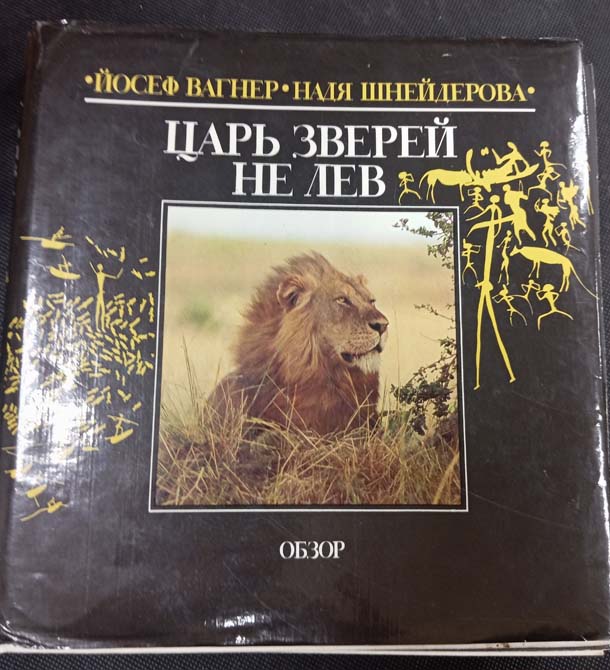 •ЙОСЕФ ВАГНЕР•НАДЯ ШНЕЙДЕРОВА•
ЦАРЬ ЗВЕРЕЙ
НЕ ЛЕВ
ОБЗОР